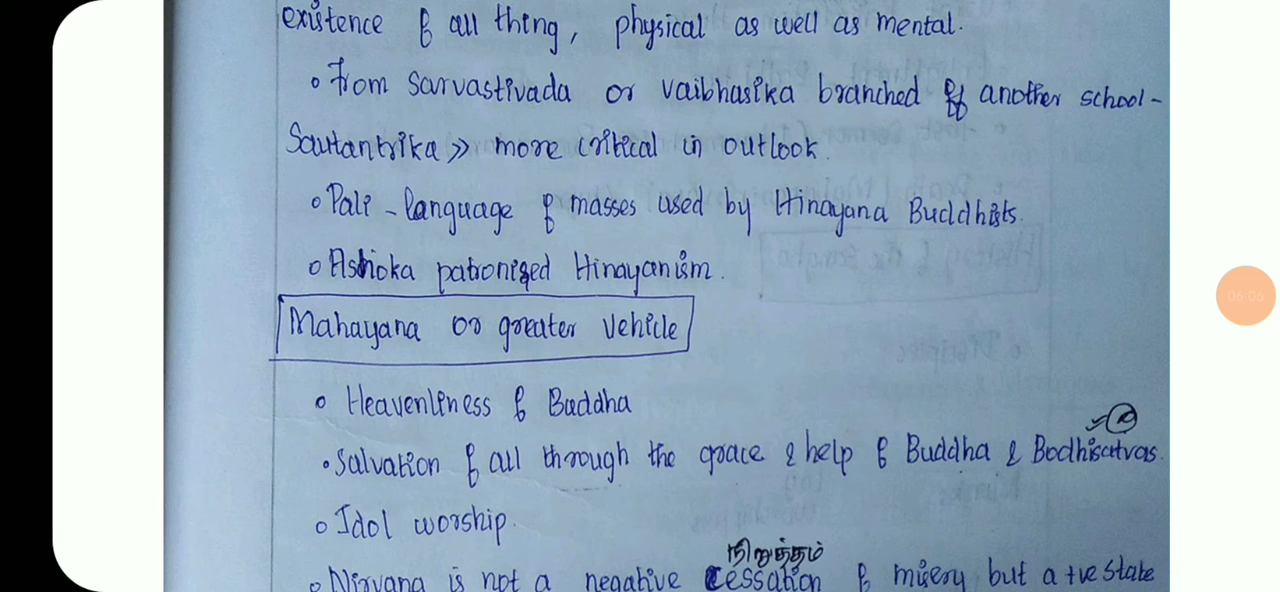 existence of all thing, physical as well as mental.
• From Sarvastivada or vaibhasika branched off another school -
Sautantrika >> more critical in outlook.
• Pali - language of masses used by Hinayana Buddhists.
• Ashoka patronised Hinayanism.
Mahayana or greater vehicle
• Heavenliness of Buddha
• Salvation of all through the grace & help of Buddha & Bodhisatvas.
• Idol worship.
நிறுத்தம்
• Nirvana is not a negative cessation of misery but a +ve state
06:06